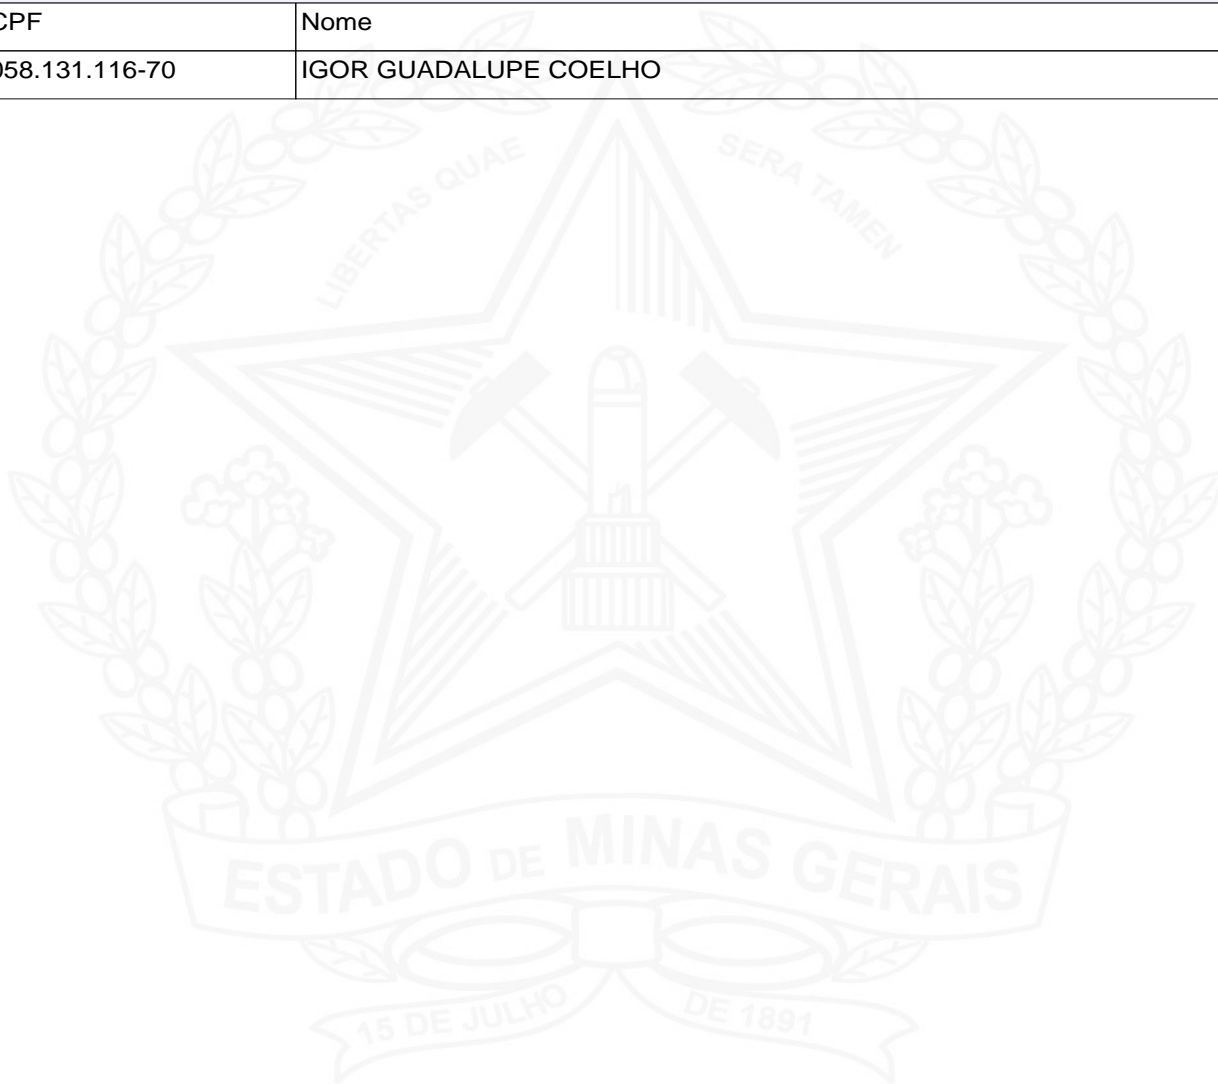 CPF Nome
058.131.116-70 IGOR GUADALUPE COELHO
LIBERTAS QUAE SERA TAMEN
ESTADO DE MINAS GERAIS
15 DE JULHO DE 1891